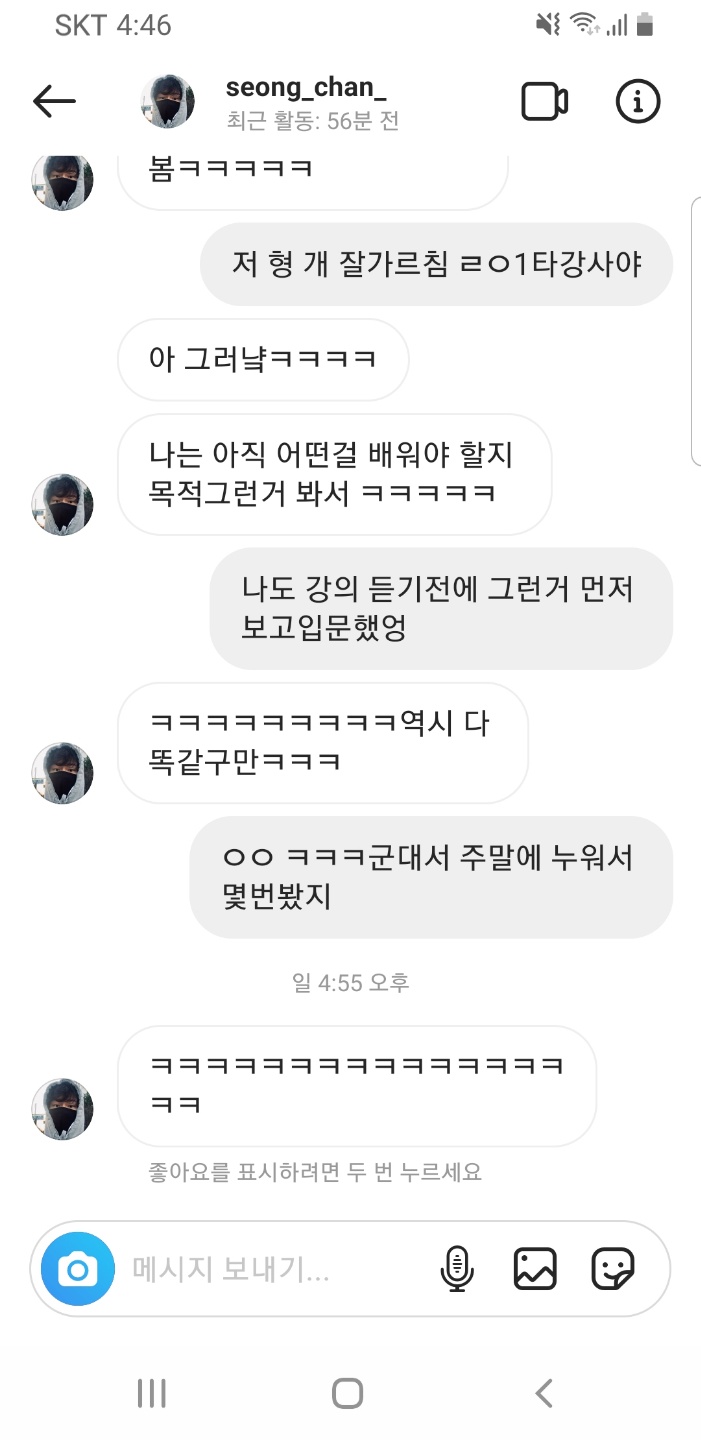 SKT 4:46
seong_chan_
최근 활동: 56분 전
봄ㅋㅋㅋㅋㅋ
저 형 개 잘가르침 ㄹㅇ1타강사야
아 그러냨ㅋㅋㅋㅋ
나는 아직 어떤걸 배워야 할지
목적그런거 봐서 ㅋㅋㅋㅋㅋ
나도 강의 듣기전에 그런거 먼저
보고입문했엉
ㅋㅋㅋㅋㅋㅋㅋㅋㅋ역시 다
똑같구만ㅋㅋㅋ
ㅇㅇ ㅋㅋㅋ군대서 주말에 누워서
몇번봤지
일 4:55 오후
ㅋㅋㅋㅋㅋㅋㅋㅋㅋㅋㅋㅋㅋㅋㅋ
ㅋㅋ
좋아요를 표시하려면 두 번 누르세요
메시지 보내기...